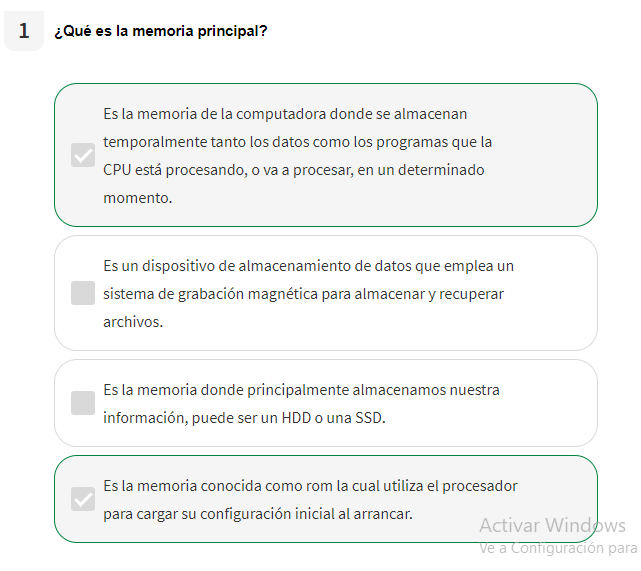 1 ¿Qué es la memoria principal?
Es la memoria de la computadora donde se almacenan
temporalmente tanto los datos como los programas que la
CPU está procesando, o va a procesar, en un determinado
momento.
Es un dispositivo de almacenamiento de datos que emplea un
sistema de grabación magnética para almacenar y recuperar
archivos.
Es la memoria donde principalmente almacenamos nuestra
información, puede ser un HDD o una SSD.
Es la memoria conocida como rom la cual utiliza el procesador
para cargar su configuración inicial al arrancar.
Activar Windows
Ve a Configuración para